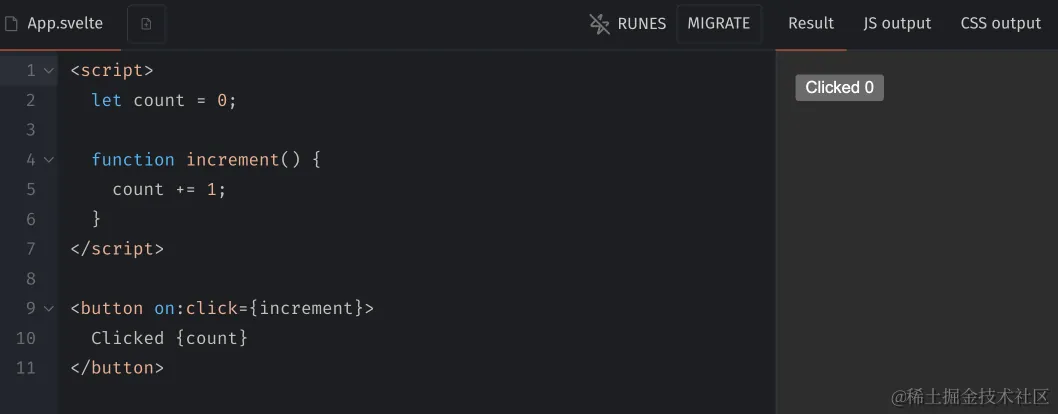 App.svelte RUNES MIGRATE Result JS output CSS output
1 <script>
2 let count = 0;
3
4 function increment() {
5 count += 1;
6 }
7 </script>
8
9 <button on:click={increment}>
10 Clicked {count}
11 </button>
Clicked 0
@稀土掘金技术社区